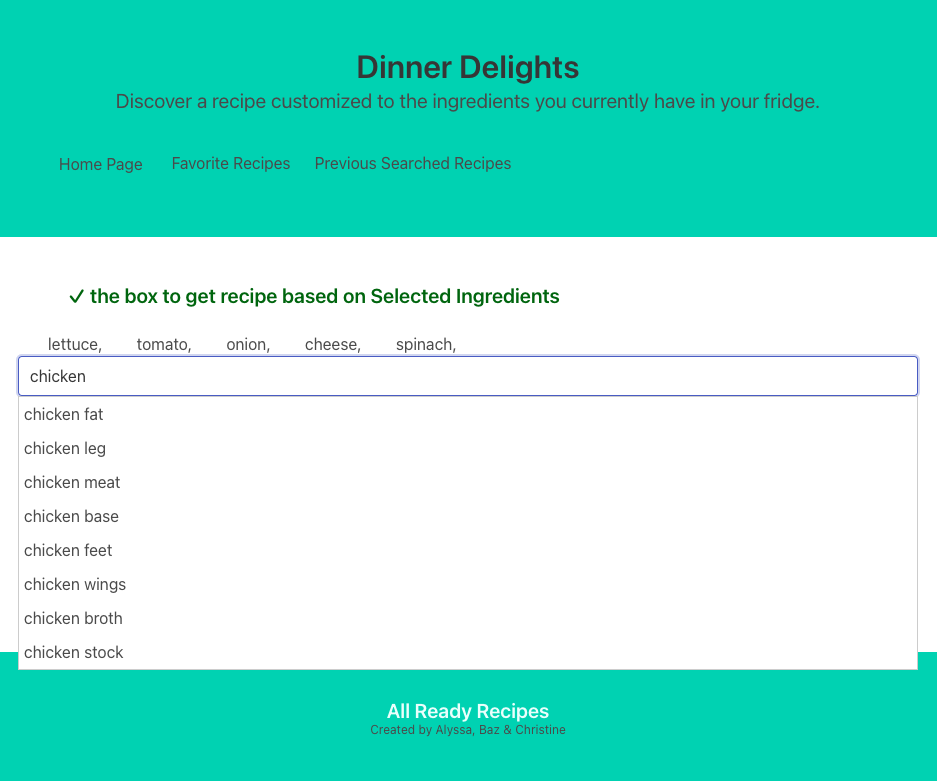 Dinner Delights
Discover a recipe customized to the ingredients you currently have in your fridge.
Home Page Favorite Recipes Previous Searched Recipes
✓ the box to get recipe based on Selected Ingredients
lettuce, tomato, onion, cheese, spinach,
chicken
chicken fat
chicken leg
chicken meat
chicken base
chicken feet
chicken wings
chicken broth
chicken stock
All Ready Recipes
Created by Alyssa, Baz & Christine